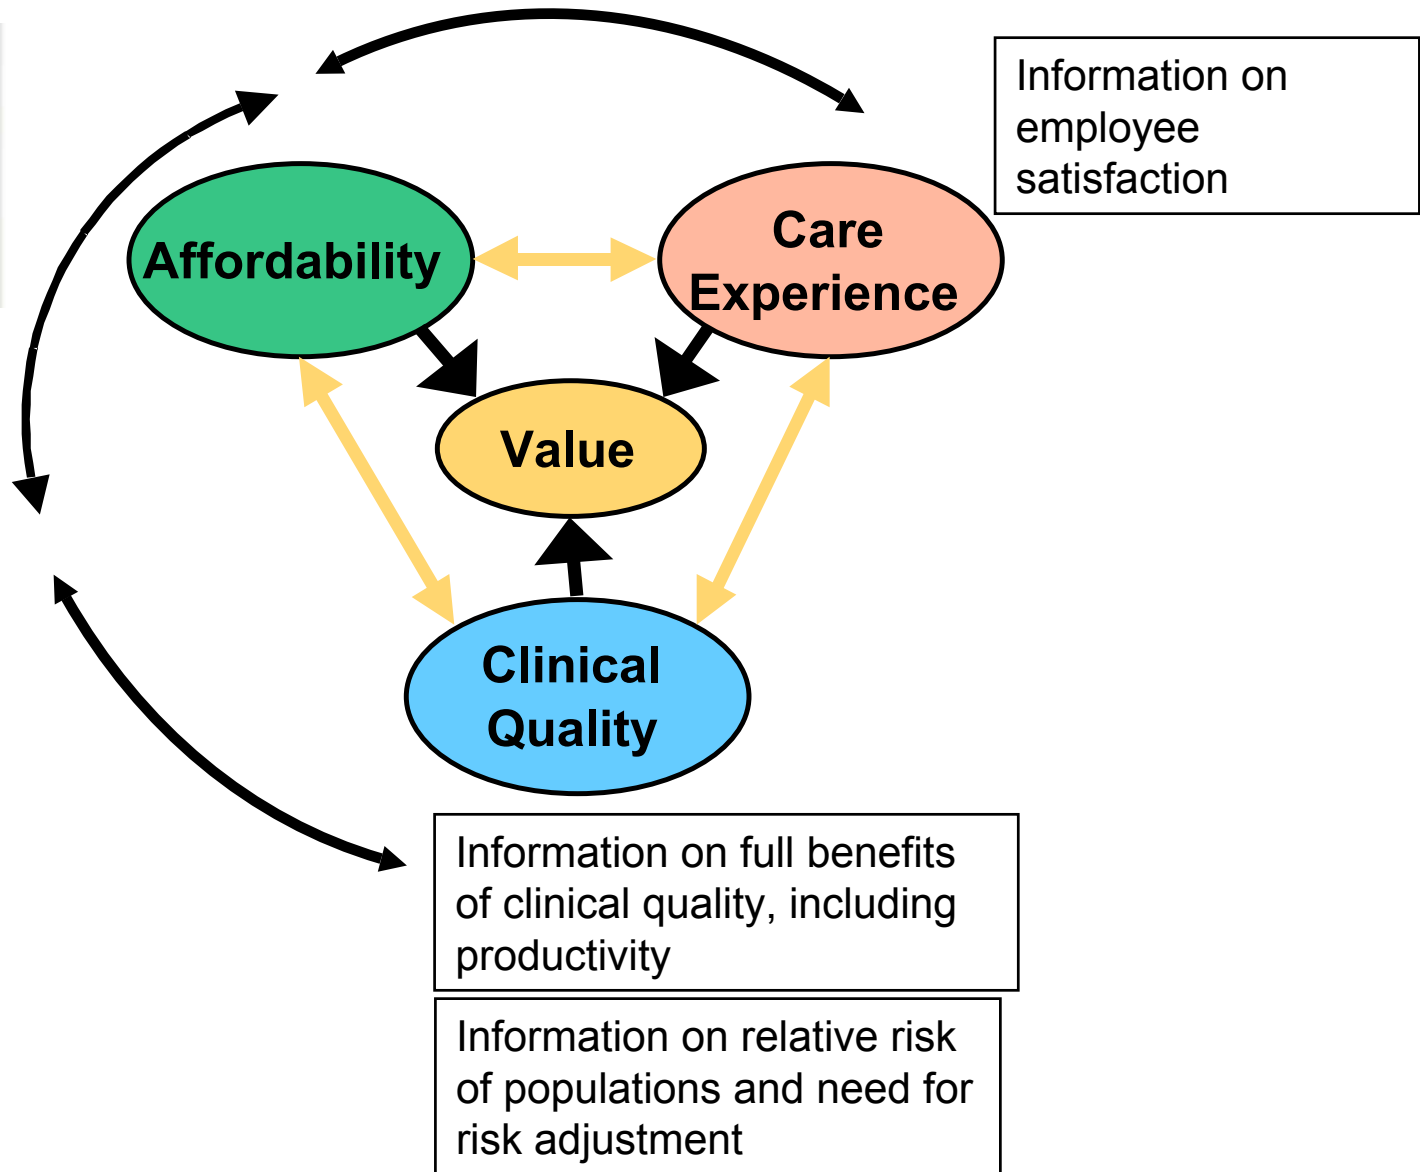 Information on
employee
satisfaction
Affordability
Care
Experience
Value
Clinical
Quality
Information on full benefits
of clinical quality, including
productivity
Information on relative risk
of populations and need for
risk adjustment